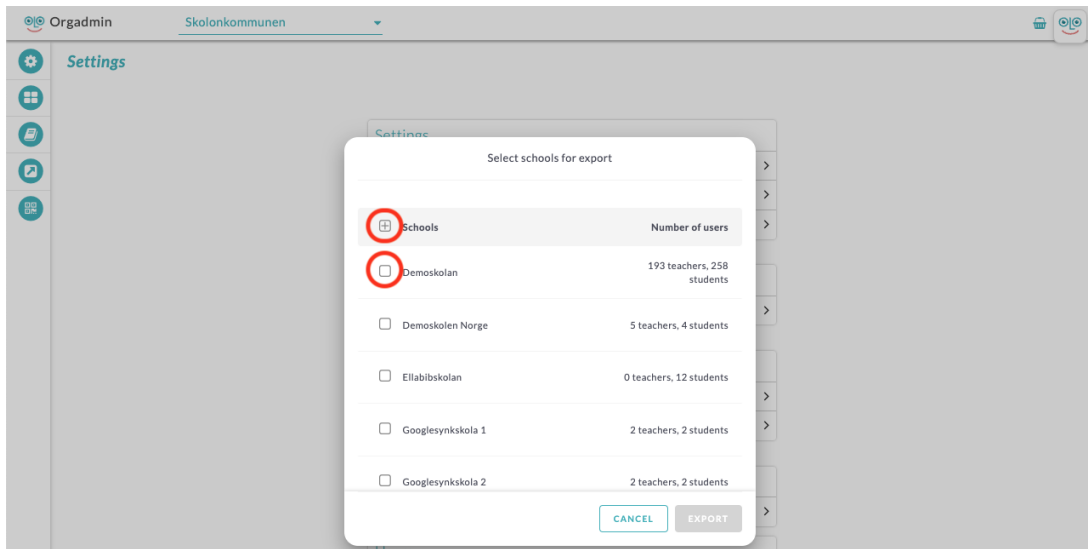 Orgadmin
Skolonkommunen
Settings
Settings
Select schools for export
Schools
Number of users
Demoskolan
193 teachers, 258
students
Demoskolen Norge
5 teachers, 4 students
Ellabibskolan
0 teachers, 12 students
Googlesynkskola 1
2 teachers, 2 students
Googlesynkskola 2
2 teachers, 2 students
CANCEL
EXPORT